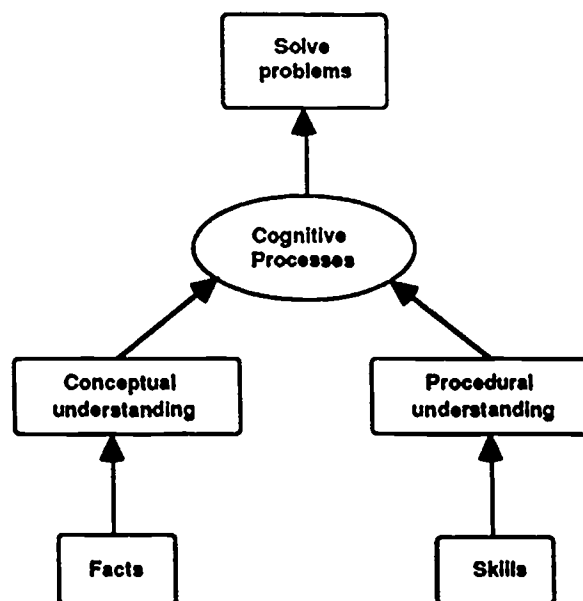 Solve
problems
Cognitive
Processes
Conceptual
understanding
Procedural
understanding
Facts
Skills